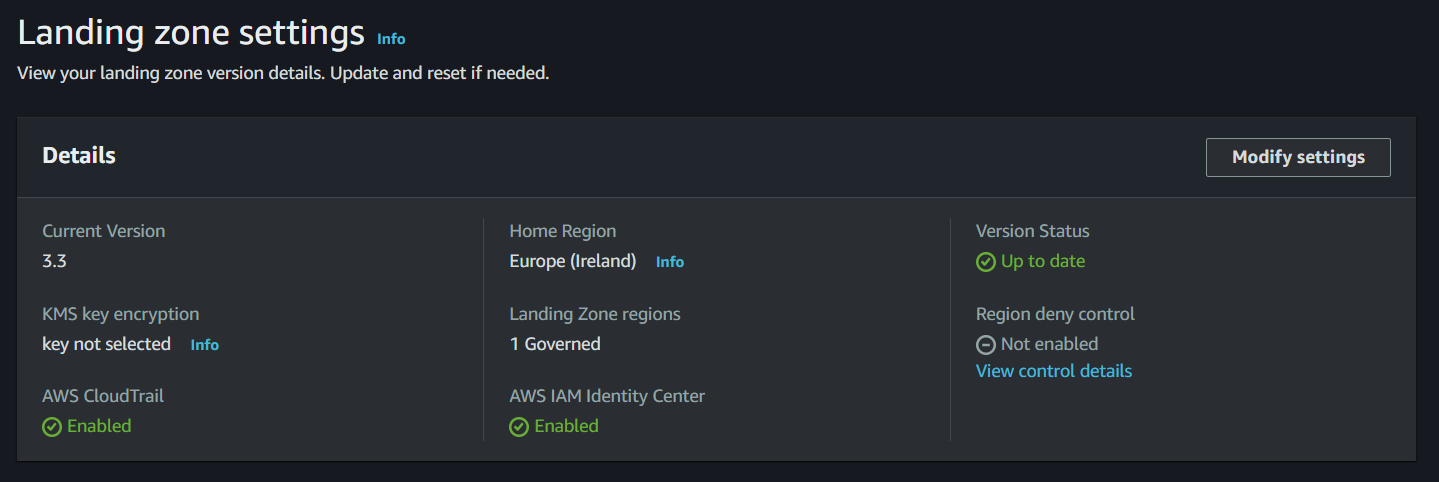 Landing zone settings Info
View your landing zone version details. Update and reset if needed.
Details
Modify settings
Current Version
3.3
KMS key encryption
key not selected Info
AWS CloudTrail
Enabled
Home Region
Europe (Ireland) Info
Landing Zone regions
1 Governed
AWS IAM Identity Center
Enabled
Version Status
Up to date
Region deny control
Not enabled
View control details